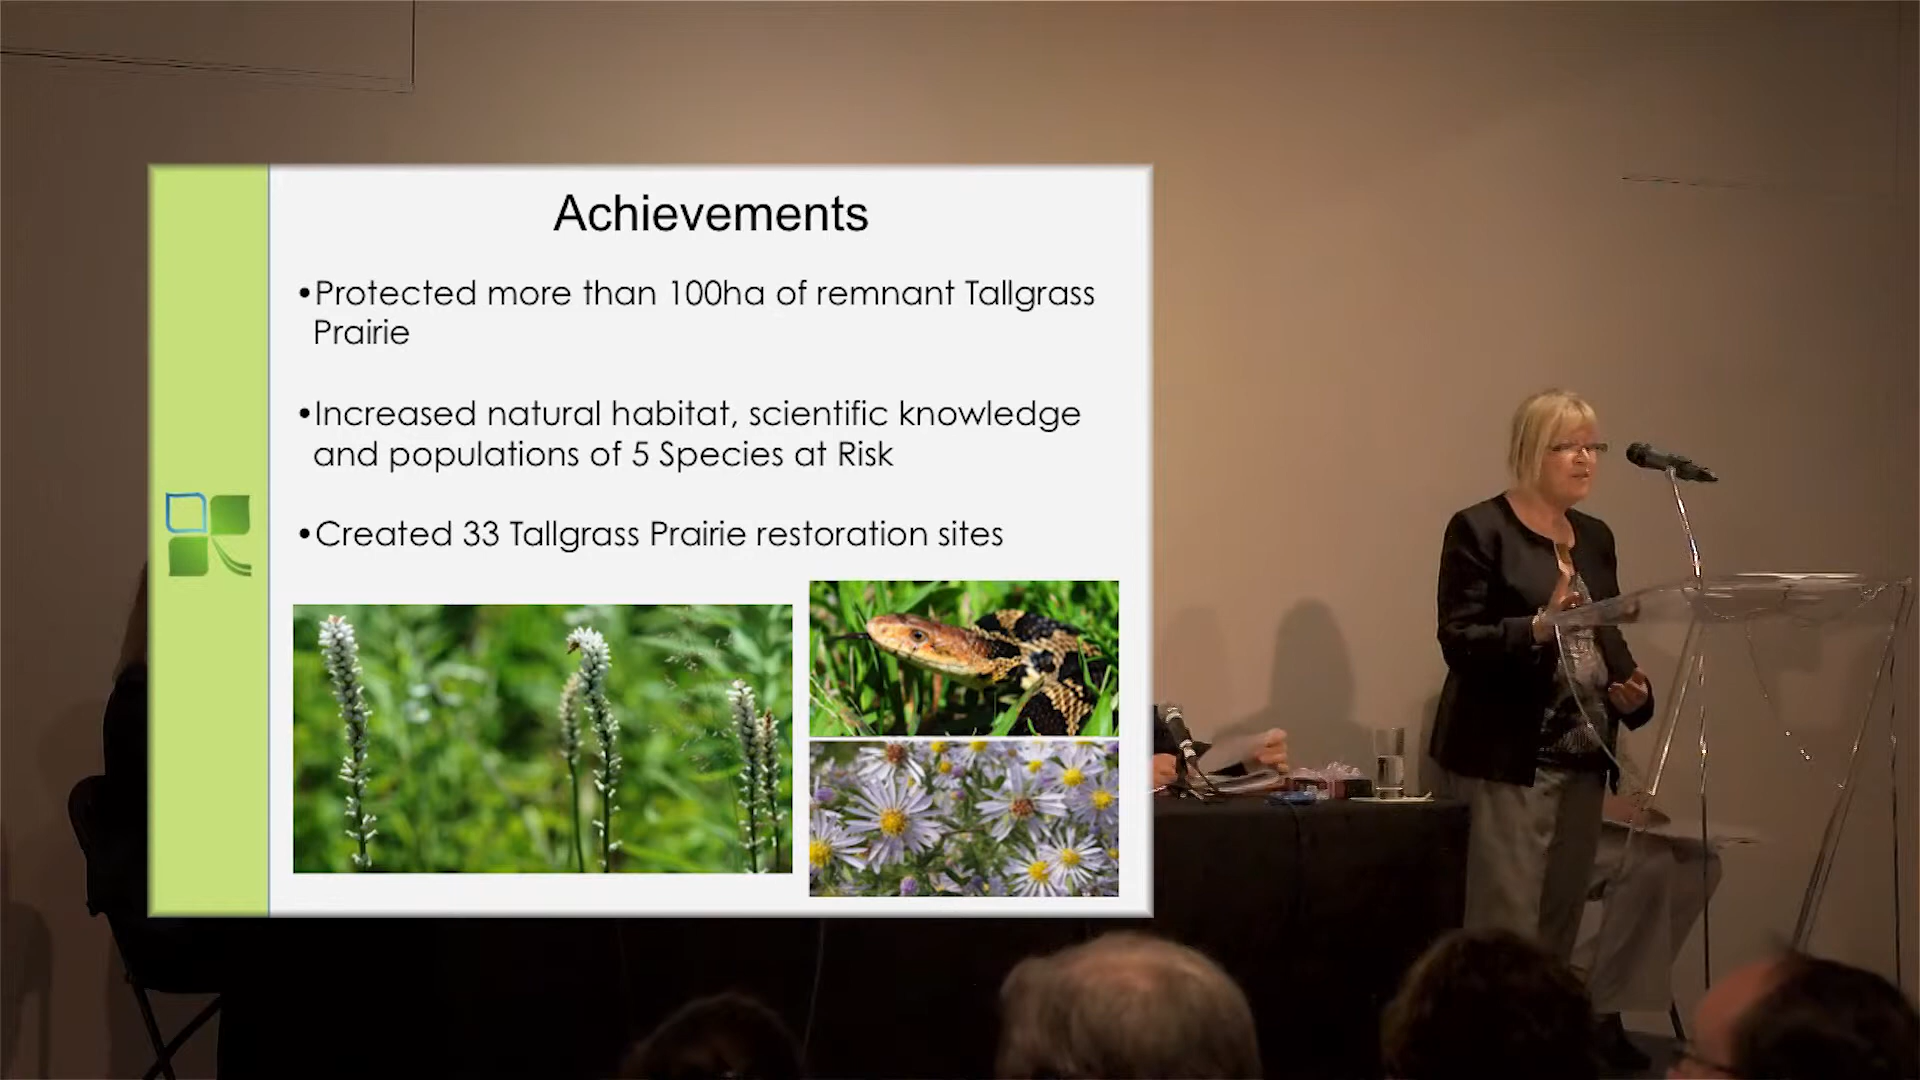 Achievements
•Protected more than 100ha of remnant Tallgrass
Prairie
•Increased natural habitat, scientific knowledge
and populations of 5 Species at Risk
•Created 33 Tallgrass Prairie restoration sites